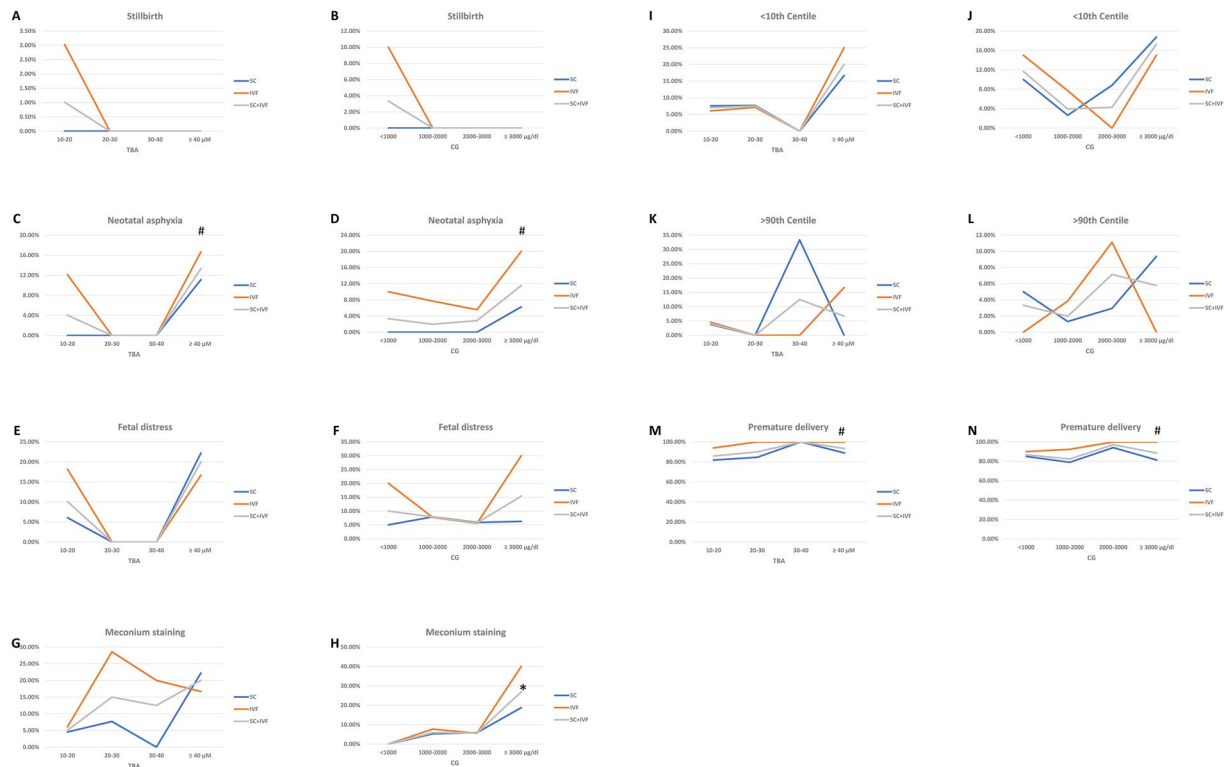 A
Stillbirth
3.50%
3.00%
2.50%
2.00%
1.50%
1.00%
0.50%
0.00%
10-20 20-30 30-40 ≥ 40 μM
TBA
SC
IVF
SC+IVF
B
Stillbirth
12.00%
10.00%
8.00%
6.00%
4.00%
2.00%
0.00%
<1000 1000-2000 2000-3000 ≥ 3000 μg/dl
CG
SC
IVF
SC+IVF
I
<10th Centile
30.00%
25.00%
20.00%
15.00%
10.00%
5.00%
0.00%
10-20 20-30 30-40 ≥ 40 μM
TBA
SC
IVF
SC+IVF
J
<10th Centile
20.00%
16.00%
12.00%
8.00%
4.00%
0.00%
<1000 1000-2000 2000-3000 ≥ 3000 μg/dl
CG
SC
IVF
SC+IVF
C
Neotatal asphyxia
#
20.00%
16.00%
12.00%
8.00%
4.00%
0.00%
10-20 20-30 30-40 ≥ 40 μM
TBA
SC
IVF
SC+IVF
D
Neotatal asphyxia
#
24.00%
20.00%
16.00%
12.00%
8.00%
4.00%
0.00%
<1000 1000-2000 2000-3000 ≥ 3000 μg/dl
CG
SC
IVF
SC+IVF
K
>90th Centile
35.00%
30.00%
25.00%
20.00%
15.00%
10.00%
5.00%
0.00%
10-20 20-30 30-40 ≥ 40 μM
TBA
SC
IVF
SC+IVF
L
>90th Centile
12.00%
10.00%
8.00%
6.00%
4.00%
2.00%
0.00%
<1000 1000-2000 2000-3000 ≥ 3000 μg/dl
CG
SC
IVF
SC+IVF
E
Fetal distress
25.00%
20.00%
15.00%
10.00%
5.00%
0.00%
10-20 20-30 30-40 ≥ 40 μM
TBA
SC
IVF
SC+IVF
F
Fetal distress
35.00%
30.00%
25.00%
20.00%
15.00%
10.00%
5.00%
0.00%
<1000 1000-2000 2000-3000 ≥ 3000 μg/dl
CG
SC
IVF
SC+IVF
M
Premature delivery
#
100.00%
80.00%
60.00%
40.00%
20.00%
0.00%
10-20 20-30 30-40 ≥ 40 μM
TBA
SC
IVF
SC+IVF
N
Premature delivery
#
100.00%
80.00%
60.00%
40.00%
20.00%
0.00%
<1000 1000-2000 2000-3000 ≥ 3000 μg/dl
CG
SC
IVF
SC+IVF
G
Meconium staining
30.00%
25.00%
20.00%
15.00%
10.00%
5.00%
0.00%
10-20 20-30 30-40 ≥ 40 μM
TBA
SC
IVF
SC+IVF
H
Meconium staining
50.00%
40.00%
30.00%
20.00%
10.00%
0.00%
*
<1000 1000-2000 2000-3000 ≥ 3000 μg/dl
CG
SC
IVF
SC+IVF